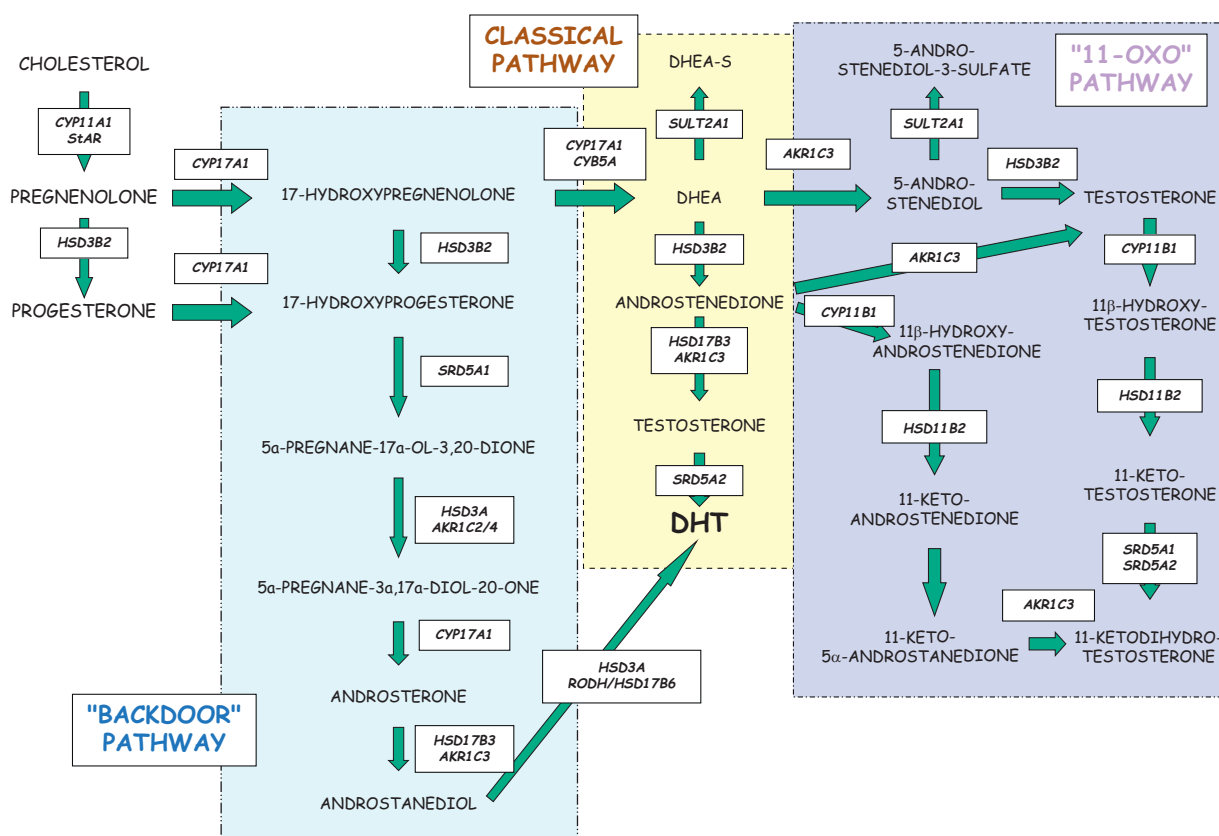 CHOLESTEROL
CYP11A1
StAR
PREGNENOLONE
HSD3B2
PROGESTERONE
CYP17A1
CYP17A1
"BACKDOOR"
PATHWAY
17-HYDROXYPREGNENOLONE
HSD3B2
17-HYDROXYPROGESTERONE
SRD5A1
5a-PREGNANE-17a-OL-3,20-DIONE
HSD3A
AKR1C2/4
5a-PREGNANE-3a,17a-DIOL-20-ONE
CYP17A1
ANDROSTERONE
HSD17B3
AKR1C3
ANDROSTANEDIOL
HSD3A
RODH/HSD17B6
CYP17A1
CYB5A
CLASSICAL
PATHWAY
DHEA-S
SULT2A1
DHEA
HSD3B2
ANDROSTENEDIONE
HSD17B3
AKR1C3
TESTOSTERONE
SRD5A2
DHT
AKR1C3
"11-OXO"
PATHWAY
5-ANDRO-
STENEDIOL-3-SULFATE
SULT2A1
5-ANDRO-
STENEDIOL
HSD3B2
TESTOSTERONE
AKR1C3
CYP11B1
CYP11B1
11β-HYDROXY-
ANDROSTENEDIONE
11β-HYDROXY-
TESTOSTERONE
HSD11B2
HSD11B2
11-KETO-
ANDROSTENEDIONE
11-KETO-
TESTOSTERONE
SRD5A1
SRD5A2
AKR1C3
11-KETO-
5α-ANDROSTANEDIONE
11-KETODIHYDRO-
TESTOSTERONE